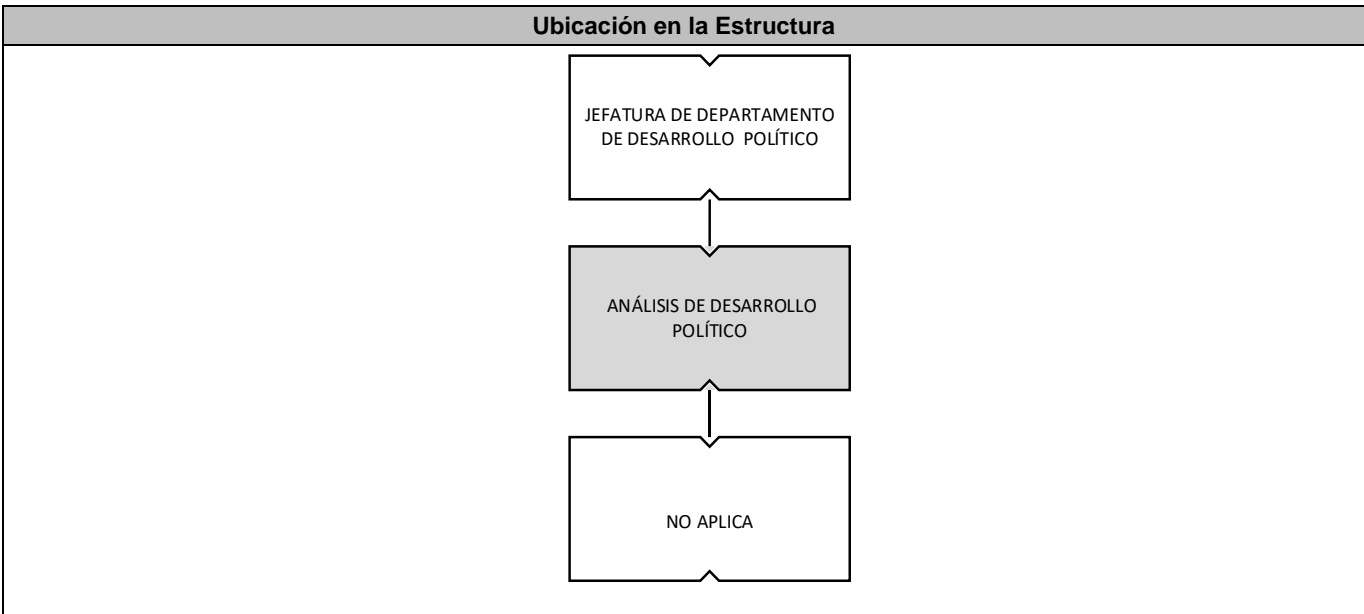 Ubicación en la Estructura
JEFATURA DE DEPARTAMENTO
DE DESARROLLO POLÍTICO
ANÁLISIS DE DESARROLLO
POLÍTICO
NO APLICA